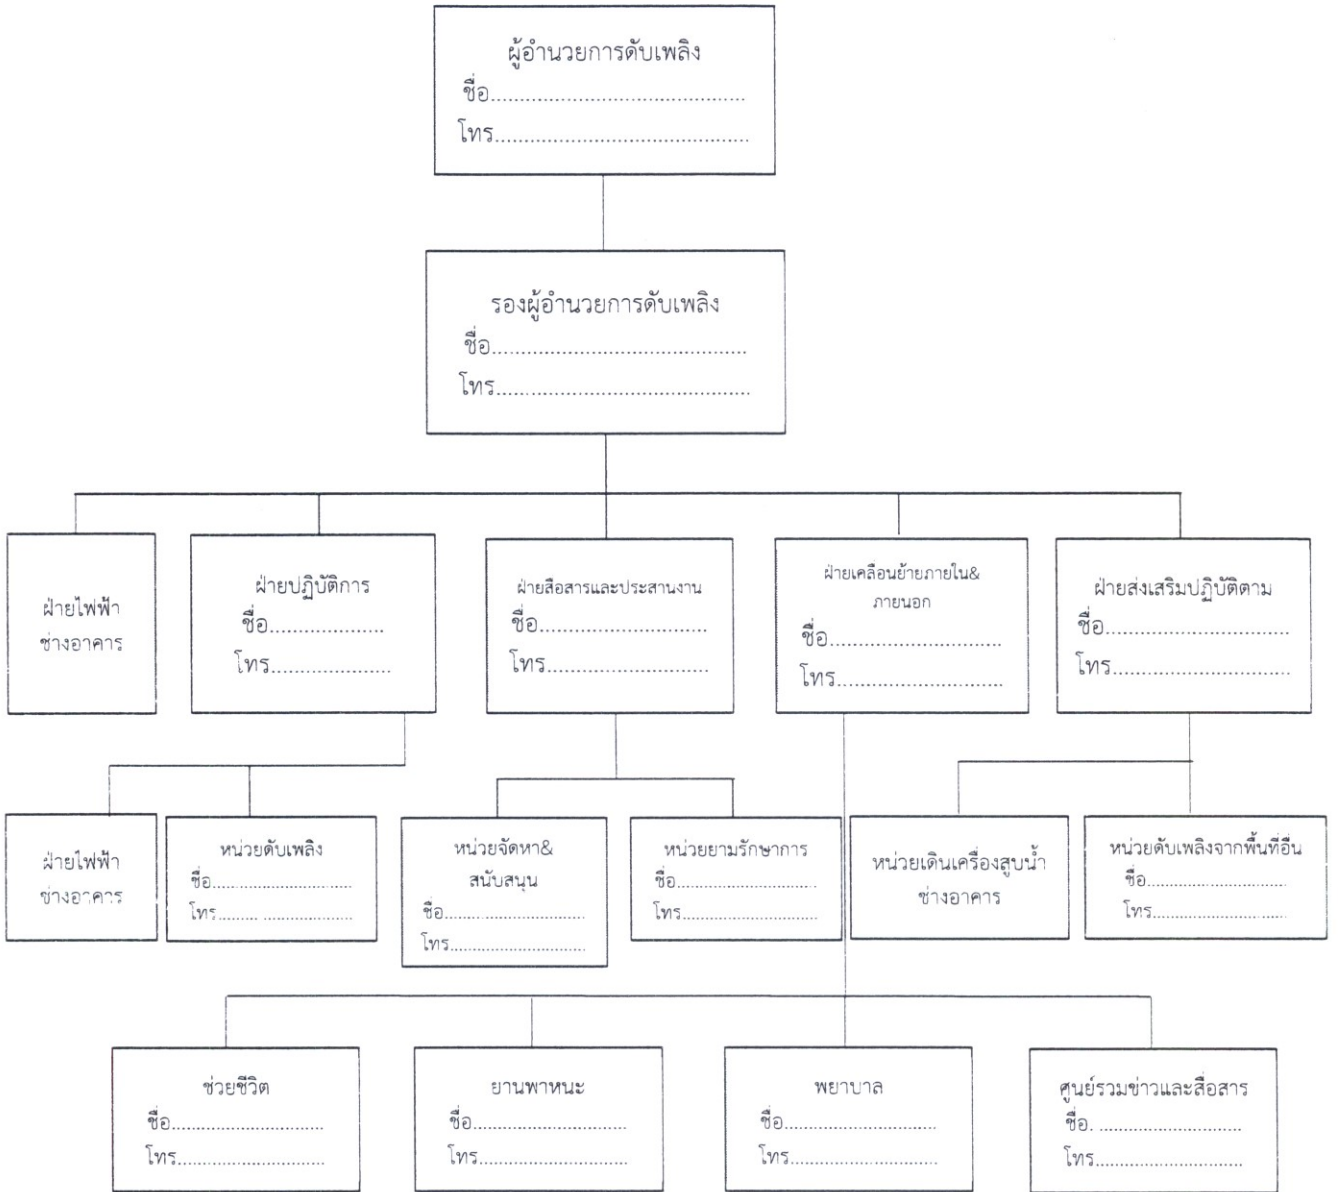 ผู้อำนวยการดับเพลิง
ชื่อ............................................
โทร............................................
รองผู้อำนวยการดับเพลิง
ชื่อ............................................
โทร............................................
ฝ่ายไฟฟ้า
ช่างอาคาร
ฝ่ายปฏิบัติการ
ชื่อ....................
โทร.....................
ฝ่ายสื่อสารและประสานงาน
ชื่อ.............................
โทร............................
ฝ่ายเคลื่อนย้ายภายใน&
ภายนอก
ชื่อ.............................
โทร............................
ฝ่ายส่งเสริมปฏิบัติตาม
ชื่อ................................
โทร...............................
ฝ่ายไฟฟ้า
ช่างอาคาร
หน่วยดับเพลิง
ชื่อ................................
โทร...............................
หน่วยจัดหา&
สนับสนุน
ชื่อ................................
โทร...............................
หน่วยยามรักษาการ
ชื่อ................................
โทร...............................
หน่วยเดินเครื่องสูบน้ำ
ช่างอาคาร
หน่วยดับเพลิงจากพื้นที่อื่น
ชื่อ................................
โทร...............................
ช่วยชีวิต
ชื่อ................................
โทร...............................
ยานพาหนะ
ชื่อ................................
โทร...............................
พยาบาล
ชื่อ................................
โทร...............................
ศูนย์รวมข่าวและสื่อสาร
ชื่อ. ..............................
โทร...............................